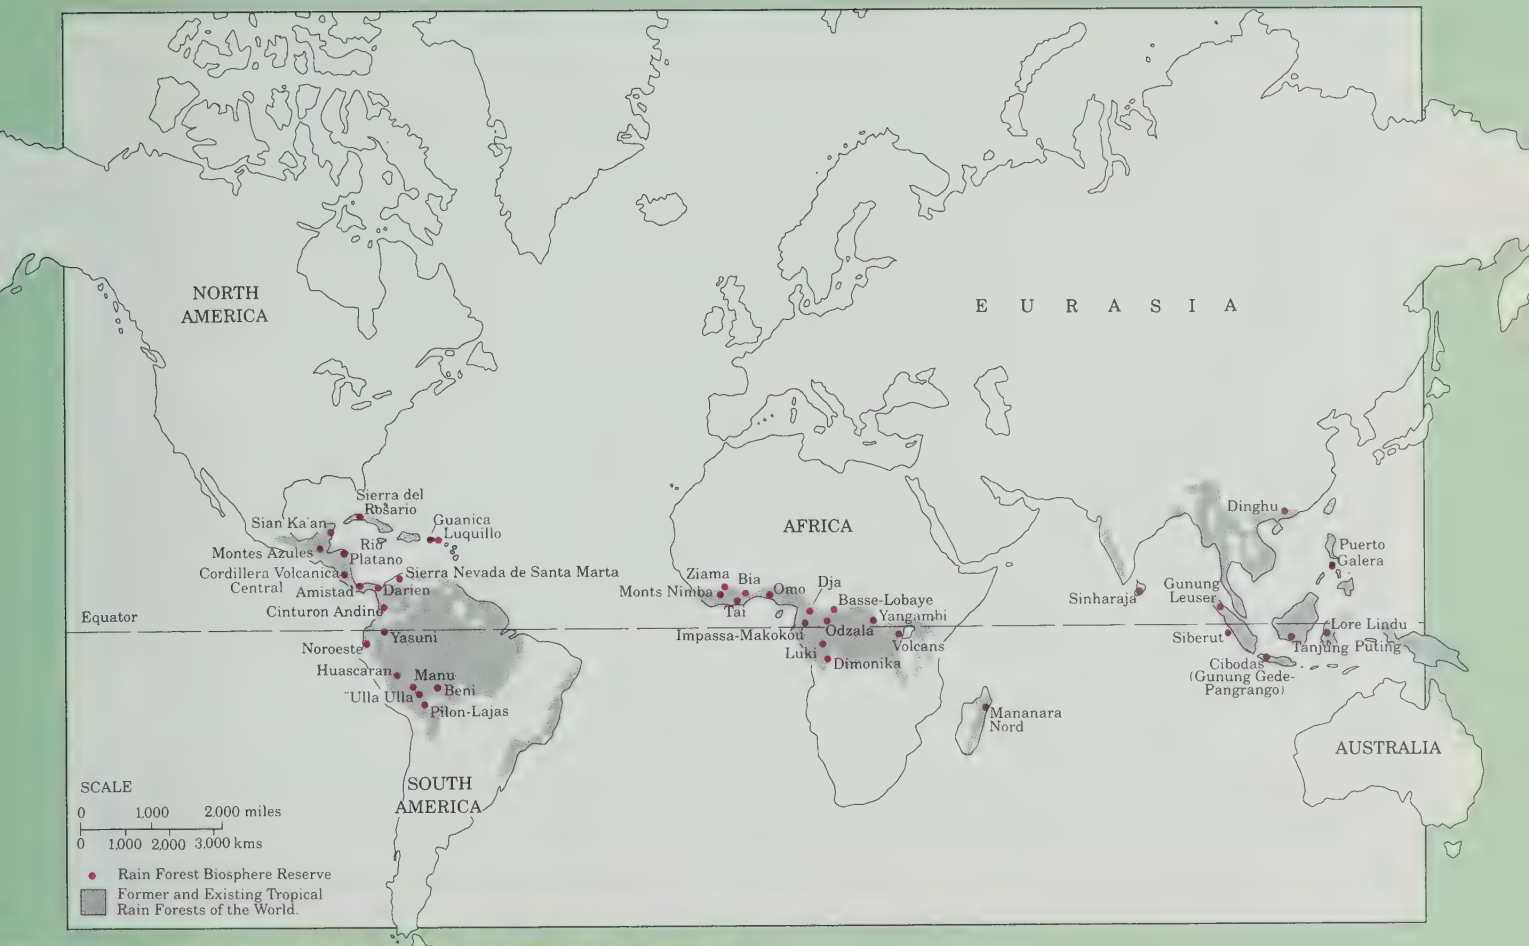 NORTH
AMERICA
E U R A S I A
Sierra del
Rosario
Sian Ka'an
Guanica
Luquillo
Montes Azules
Rio
Platano
Cordillera Volcanica
Central
Sierra Nevada de Santa Marta
Amistad
Darien
Cinturon Andino
Equator
Yasuni
Noroeste
Huascaran
Manu
Beni
Ulla Ulla
Pilon-Lajas
SOUTH
AMERICA
AFRICA
Ziama
Bia
Monts Nimba
Omo
Tai
Dja
Basse-Lobaye
Yangambi
Impassa-Makokou
Odzala
Volcans
Luki
Dimonika
Mananara
Nord
Dinghu
Puerto
Galera
Gunung
Leuser
Sinharaja
Siberut
Lore Lindu
Tanjung Puting
Cibodas
(Gunung Gede-
Pangrango)
AUSTRALIA
SCALE
0 1,000 2,000 miles
0 1,000 2,000 3,000 kms
Rain Forest Biosphere Reserve
Former and Existing Tropical
Rain Forests of the World.